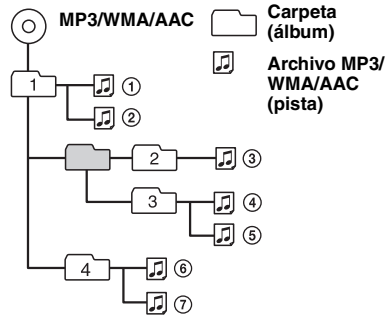 MP3/WMA/AAC
Carpeta
(álbum)
Archivo MP3/
WMA/AAC
(pista)
1
①
②
2
③
3
④
⑤
4
⑥
⑦